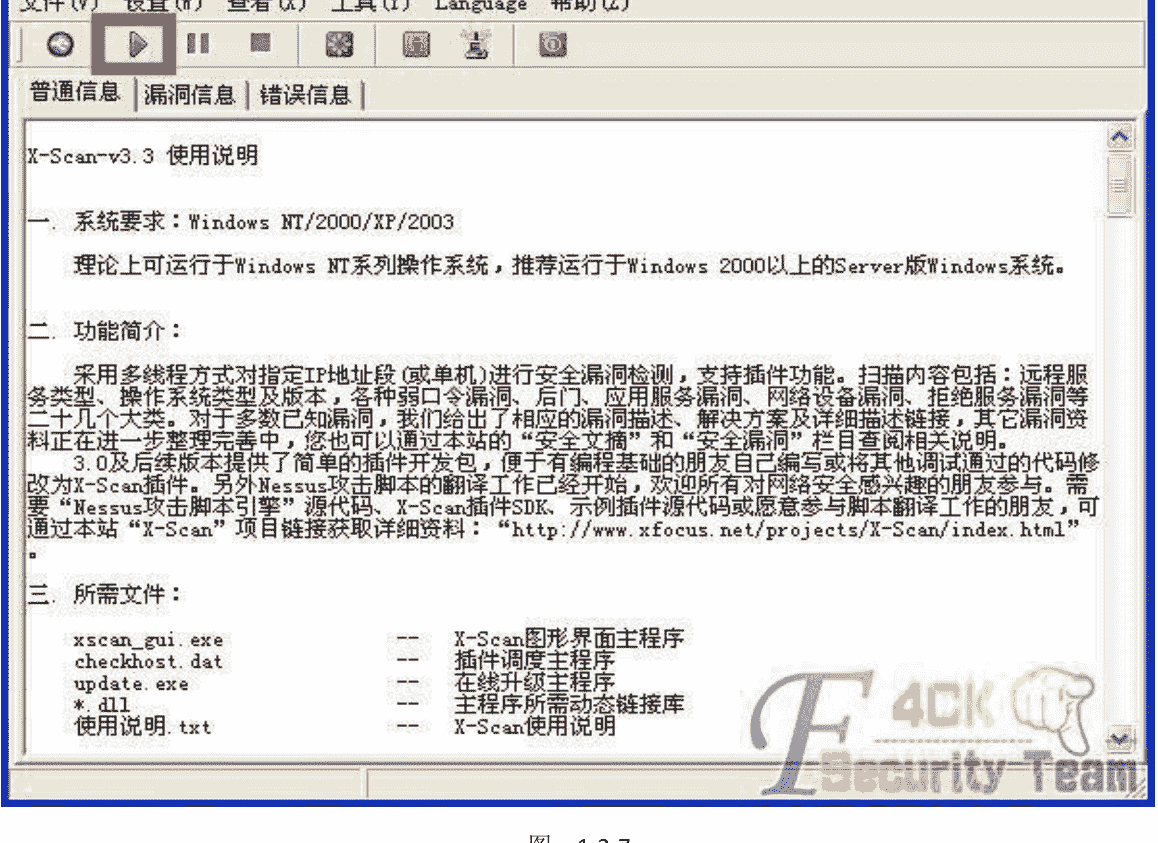 文件(V) 设置(W) 查看(X) 工具(Y) Language 帮助(Z)
普通信息 漏洞信息 错误信息
X-Scan-v3.3 使用说明
一. 系统要求：Windows NT/2000/XP/2003
理论上可运行于Windows NT系列操作系统，推荐运行于Windows 2000以上的Server版Windows系统。
二. 功能简介：
采用多线程方式对指定IP地址段(或单机)进行安全漏洞检测，支持插件功能。扫描内容包括：远程服
务类型、操作系统类型及版本，各种弱口令漏洞、后门、应用服务漏洞、网络设备漏洞、拒绝服务漏洞等
二十几个大类。对于多数已知漏洞，我们给出了相应的漏洞描述、解决方案及详细描述链接，其它漏洞资
料正在进一步整理完善中，您也可以通过本站的“安全文摘”和“安全漏洞”栏目查阅相关说明。
3.0及后续版本提供了简单的插件开发包，便于有编程基础的朋友自己编写或将其他调试通过的代码修
改为X-Scan插件。另外Nessus攻击脚本的翻译工作已经开始，欢迎所有对网络安全感兴趣的朋友参与。需
要“Nessus攻击脚本引擎”源代码、X-Scan插件SDK、示例插件源代码或愿意参与脚本翻译工作的朋友，可
通过本站“X-Scan”项目链接获取详细资料：“http://www.xfocus.net/projects/X-Scan/index.html”
。
三. 所需文件：
xscan_gui.exe -- X-Scan图形界面主程序
checkhost.dat -- 插件调度主程序
update.exe -- 在线升级主程序
*.dll -- 主程序所需动态链接库
使用说明.txt -- X-Scan使用说明
F4CK
Security Team
图 1-3-7